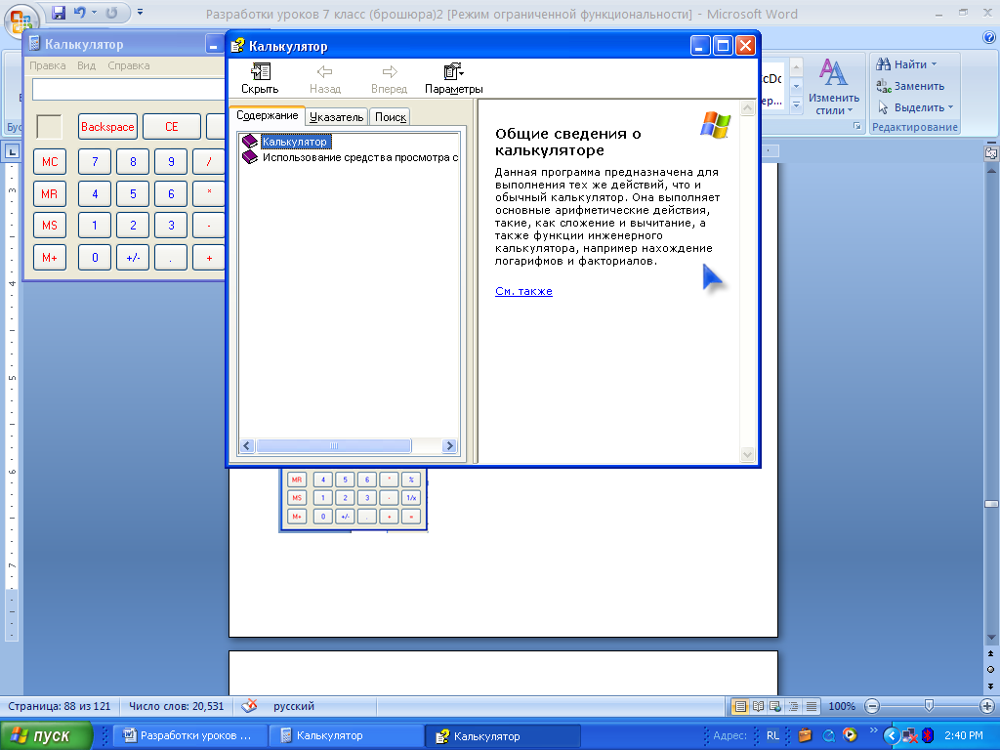 Разработки уроков 7 класс (брошюра)2 [Режим ограниченной функциональности] - Microsoft Word
Калькулятор
Правка Вид Справка
Backspace CE
MC 7 8 9 /
MR 4 5 6 *
MS 1 2 3 -
M+ 0 +/- . +
Калькулятор
Скрыть Назад Вперед Параметры
Содержание Указатель Поиск
Калькулятор
Использование средства просмотра с
Общие сведения о
калькуляторе
Данная программа предназначена для
выполнения тех же действий, что и
обычный калькулятор. Она выполняет
основные арифметические действия,
такие, как сложение и вычитание, а
также функции инженерного
калькулятора, например нахождение
логарифмов и факториалов.
См. также
Изменить
стили
Найти
Заменить
Выделить
Редактирование
3
4
5
6
7
MR 4 5 6 * %
MS 1 2 3 - 1/x
M+ 0 +/- . + =
Страница: 88 из 121 Число слов: 20,531 русский 100%
пуск Разработки уроков ... Калькулятор Калькулятор Адрес: RL 2:40 PM